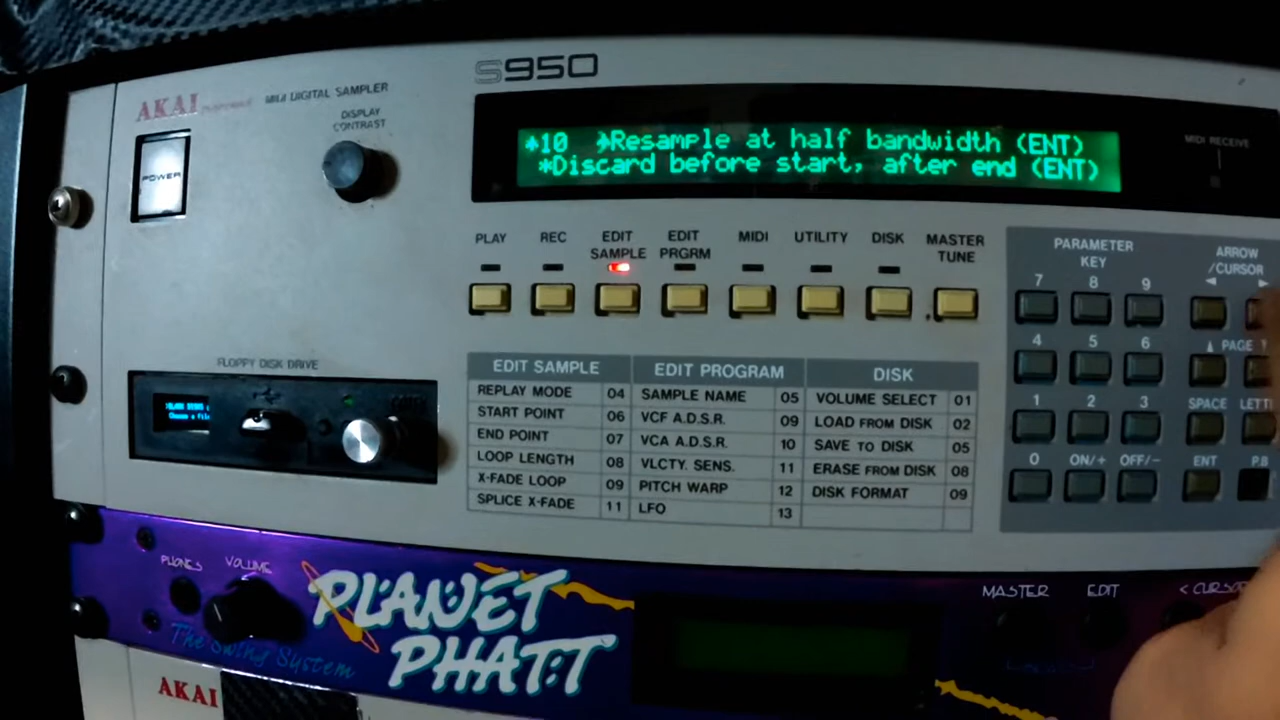 S950
AKAI
MIDI DIGITAL SAMPLER
DISPLAY
CONTRAST
POWER
*10 →Resample at half bandwidth (ENT)
*Discard before start, after end (ENT)
MIDI RECEIVE
PLAY
REC
EDIT
SAMPLE
EDIT
PRGRM
MIDI
UTILITY
DISK
MASTER
TUNE
PARAMETER
KEY
ARROW
/CURSOR
7 8 9
4 5 6
▲ PAGE
1 2 3
SPACE
0 ON/+ OFF/-
ENT
P.B
FLOPPY DISK DRIVE
Choose a
EDIT SAMPLE
REPLAY MODE 04
START POINT 06
END POINT 07
LOOP LENGTH 08
X-FADE LOOP 09
SPLICE X-FADE 11
EDIT PROGRAM
SAMPLE NAME 05
VCF A.D.S.R. 09
VCA A.D.S.R. 10
VLCTY. SENS. 11
PITCH WARP 12
LFO 13
DISK
VOLUME SELECT 01
LOAD FROM DISK 02
SAVE TO DISK 05
ERASE FROM DISK 08
DISK FORMAT 09
PHONES
VOLUME
PLANET
PHATT
The Swing System
MASTER
EDIT
< CURSOR
AKAI